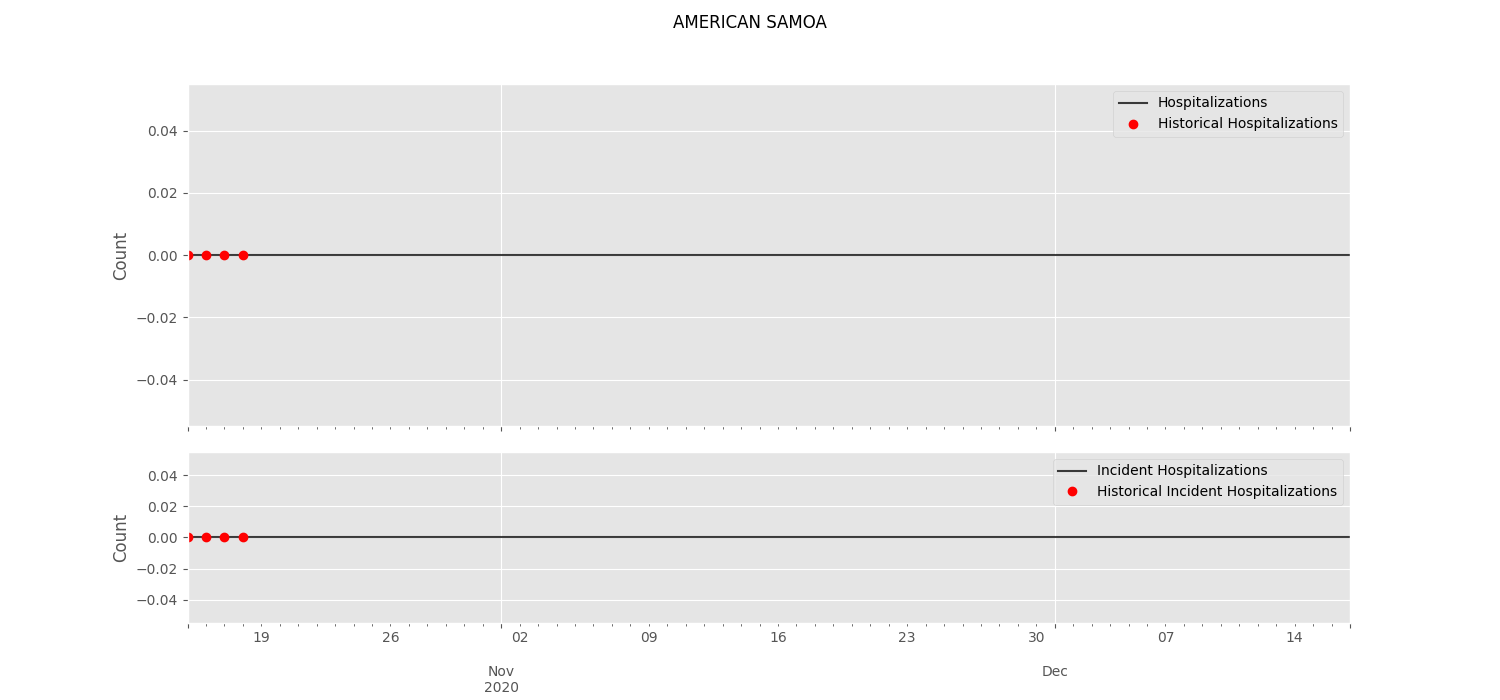 AMERICAN SAMOA
Hospitalizations
Historical Hospitalizations
0.04
0.02
0.00
−0.02
−0.04
Count
Incident Hospitalizations
Historical Incident Hospitalizations
0.04
0.02
0.00
−0.02
−0.04
Count
19 26 02 09 16 23 30 07 14
Nov Dec
2020